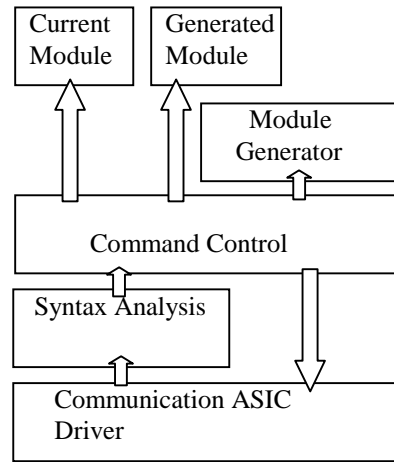 Current
Module
Generated
Module
Module
Generator
Command Control
Syntax Analysis
Communication ASIC
Driver